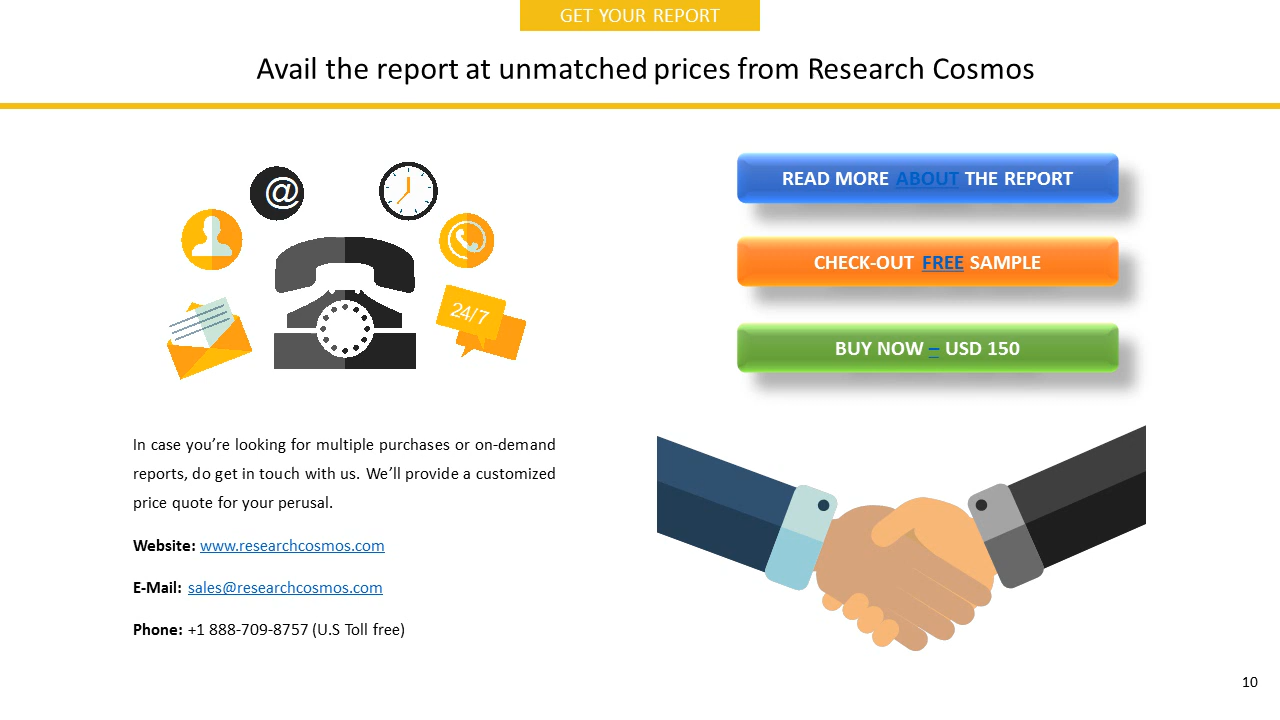 GET YOUR REPORT
Avail the report at unmatched prices from Research Cosmos
@
24/7
READ MORE ABOUT THE REPORT
CHECK-OUT FREE SAMPLE
BUY NOW – USD 150
In case you’re looking for multiple purchases or on-demand
reports, do get in touch with us. We’ll provide a customized
price quote for your perusal.
Website: www.researchcosmos.com
E-Mail: sales@researchcosmos.com
Phone: +1 888-709-8757 (U.S Toll free)
10